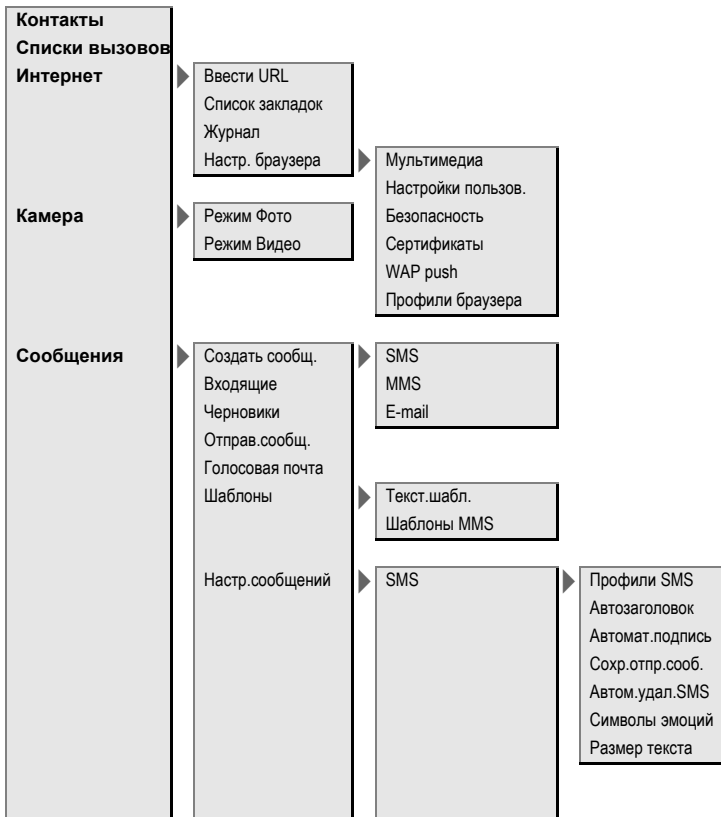 Контакты
Списки вызовов
Интернет
Ввести URL
Список закладок
Журнал
Настр. браузера
Мультимедиа
Настройки пользов.
Безопасность
Сертификаты
WAP push
Профили браузера
Камера
Режим Фото
Режим Видео
Сообщения
Создать сообщ.
SMS
MMS
E-mail
Входящие
Черновики
Отправ.сообщ.
Голосовая почта
Шаблоны
Текст.шабл.
Шаблоны MMS
Настр.сообщений
SMS
Профили SMS
Автозаголовок
Автомат.подпись
Сохр.отпр.сооб.
Автом.удал.SMS
Символы эмоций
Размер текста